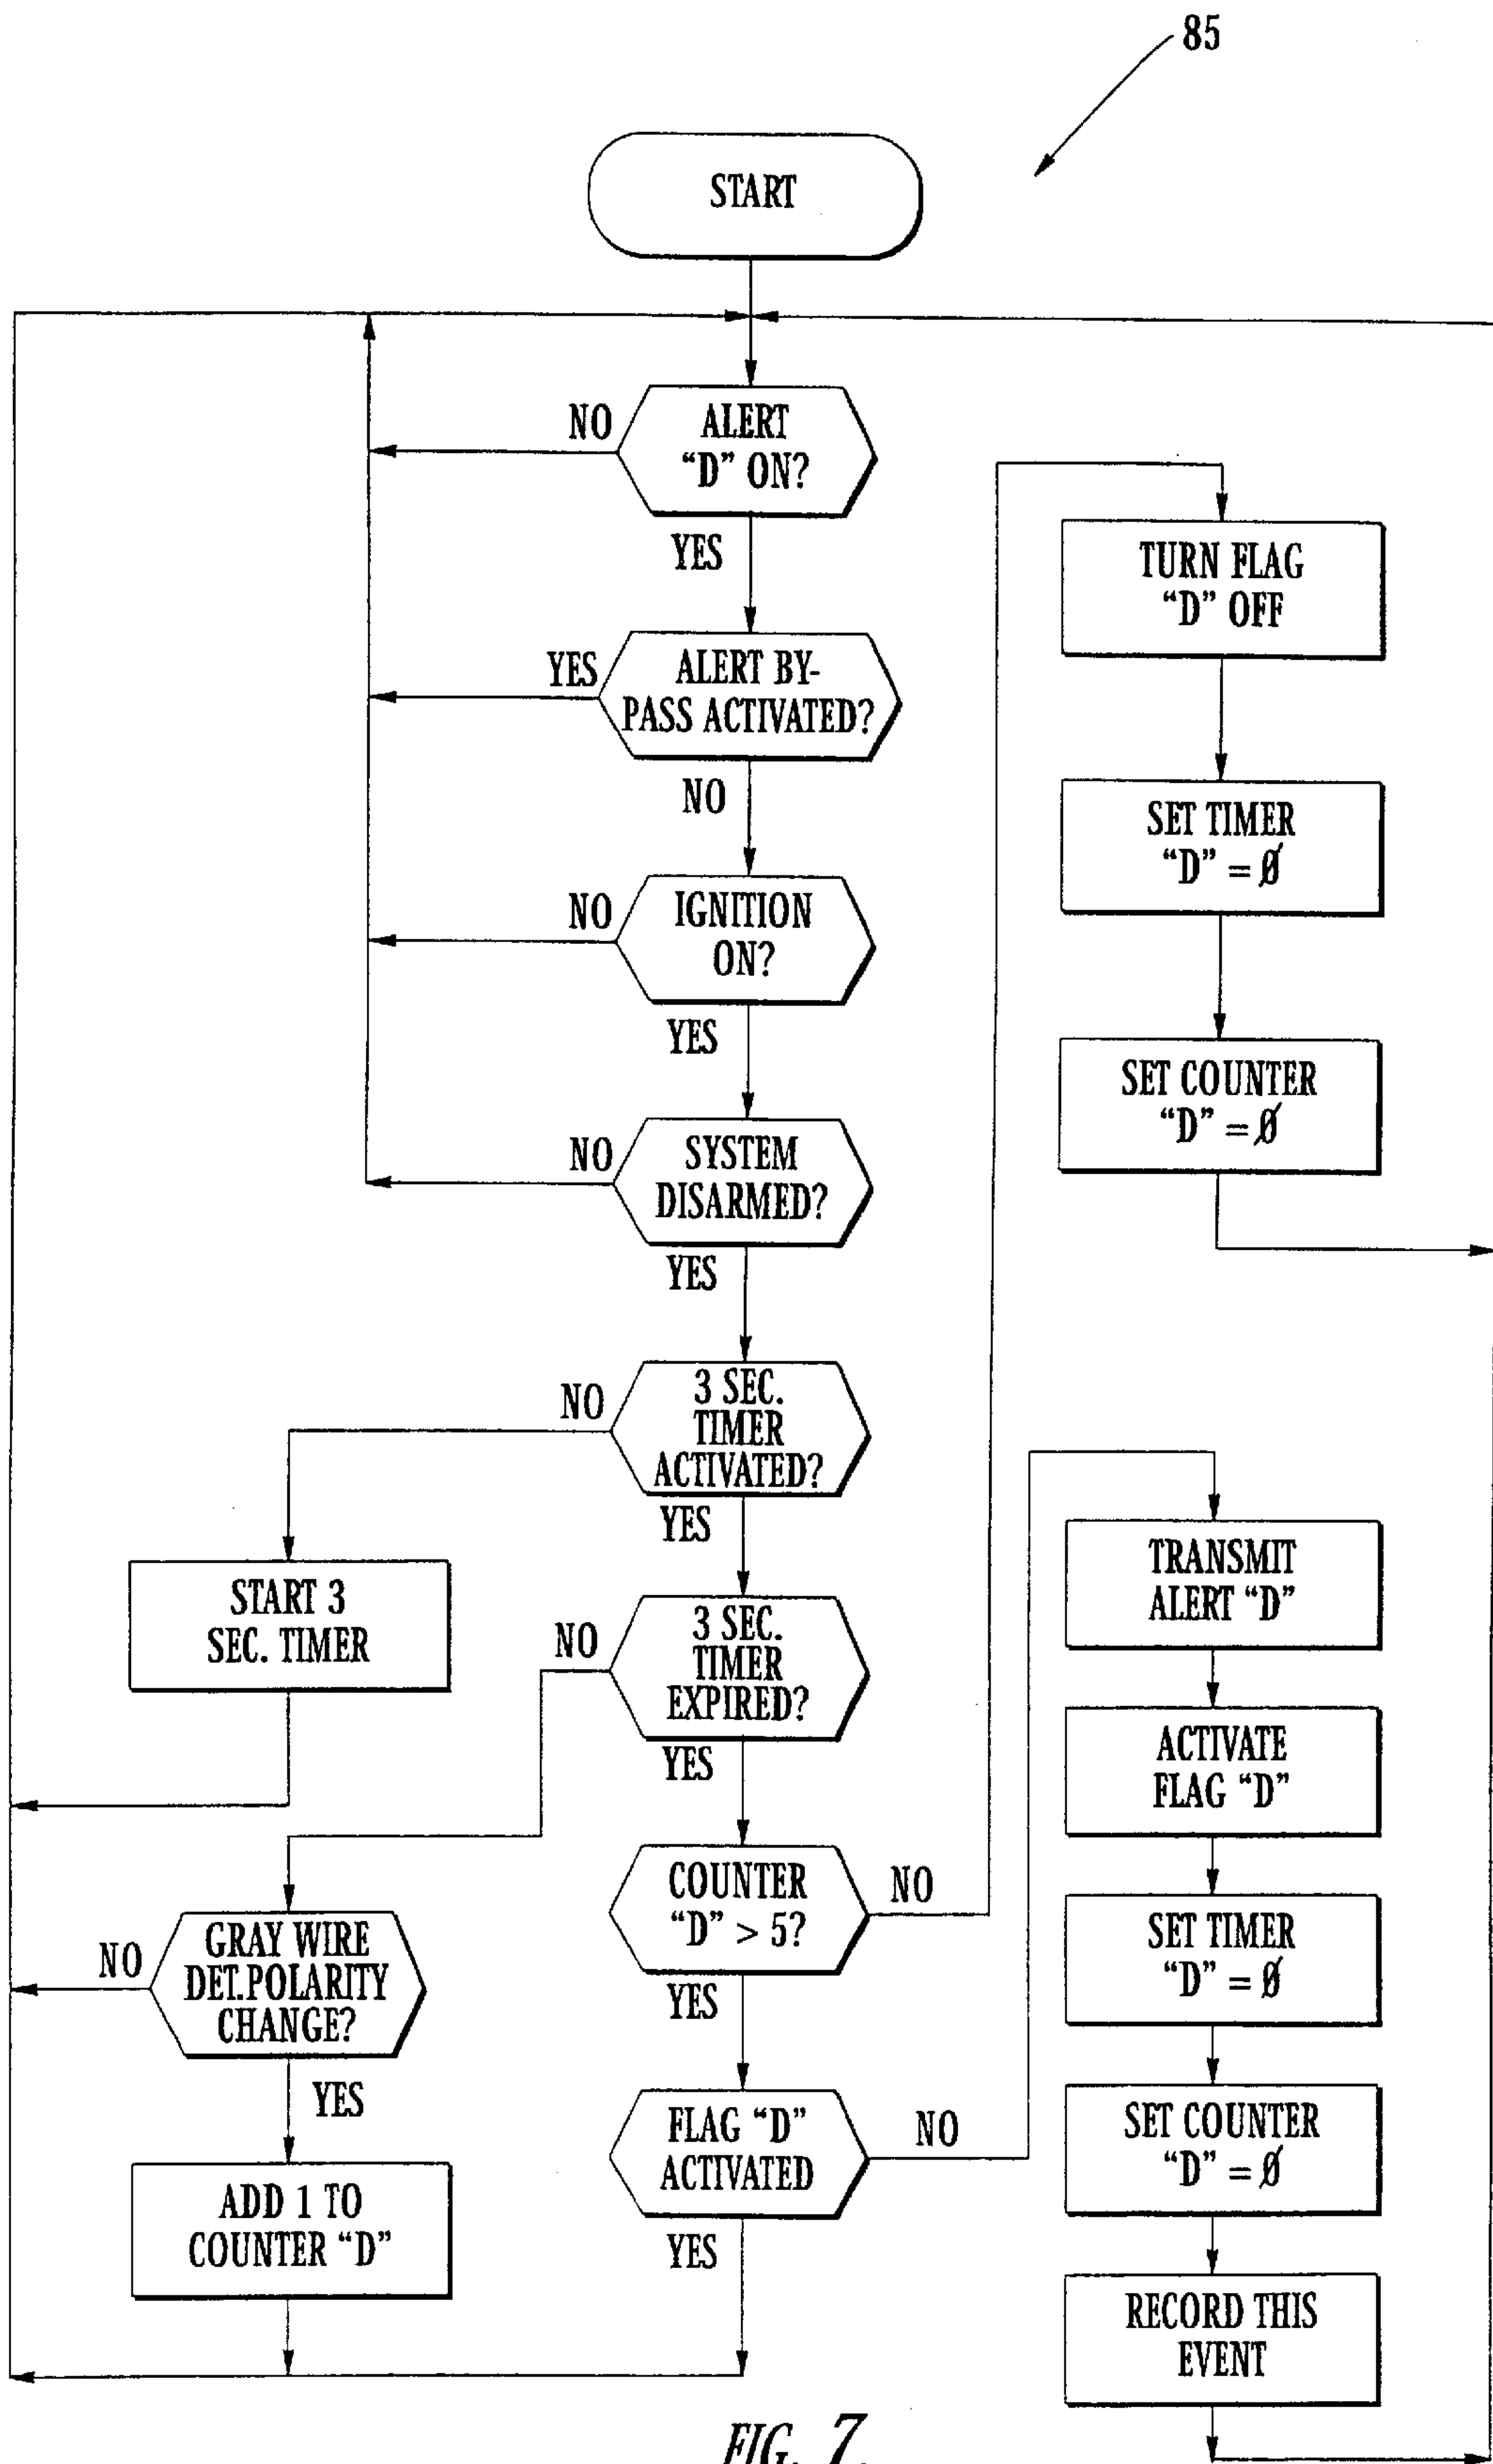 85
START
NO
ALERT
“D” ON?
YES
YES
ALERT BY-
PASS ACTIVATED?
NO
NO
IGNITION
ON?
YES
NO
SYSTEM
DISARMED?
YES
NO
3 SEC.
TIMER
ACTIVATED?
YES
START 3
SEC. TIMER
NO
3 SEC.
TIMER
EXPIRED?
YES
NO
GRAY WIRE
DET.POLARITY
CHANGE?
YES
ADD 1 TO
COUNTER “D”
COUNTER
“D” > 5?
NO
YES
FLAG “D”
ACTIVATED
NO
YES
TURN FLAG
“D” OFF
SET TIMER
“D” = Ø
SET COUNTER
“D” = Ø
TRANSMIT
ALERT “D”
ACTIVATE
FLAG “D”
SET TIMER
“D” = Ø
SET COUNTER
“D” = Ø
RECORD THIS
EVENT
FIG. 7.